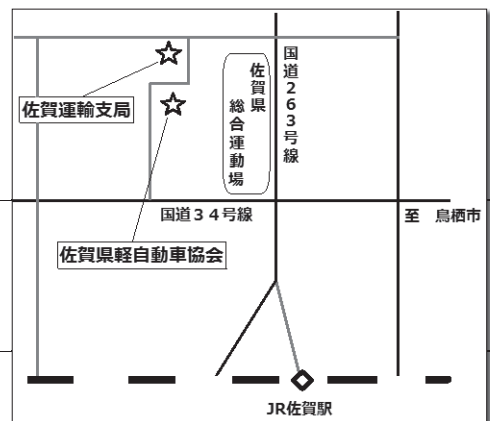 佐賀運輸支局
佐賀県
総合運動場
国道263号線
国道34号線
至 鳥栖市
佐賀県軽自動車協会
JR佐賀駅